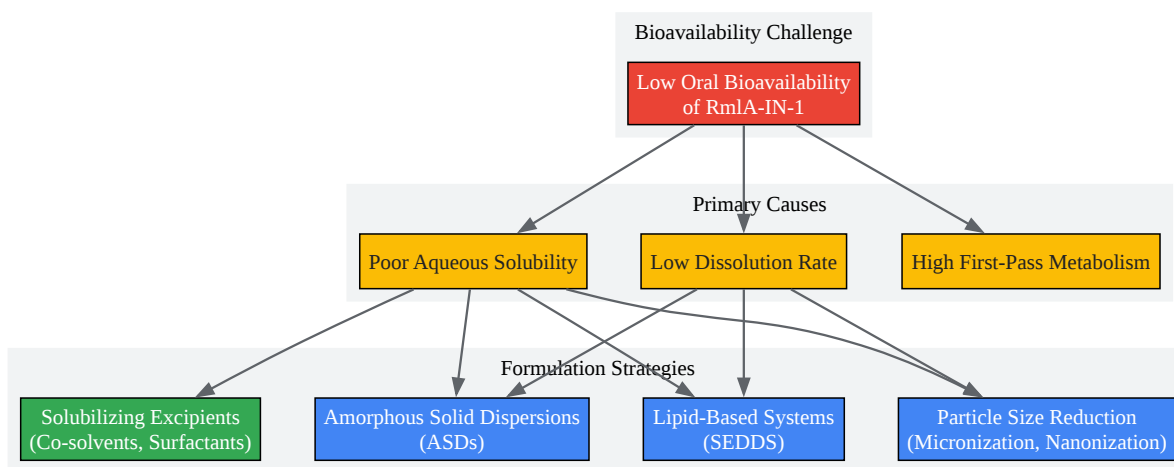 Bioavailability Challenge
Low Oral Bioavailability
of RmlA-IN-1
Primary Causes
Poor Aqueous Solubility
Low Dissolution Rate
High First-Pass Metabolism
Formulation Strategies
Solubilizing Excipients
(Co-solvents, Surfactants)
Amorphous Solid Dispersions
(ASDs)
Lipid-Based Systems
(SEDDS)
Particle Size Reduction
(Micronization, Nanonization)